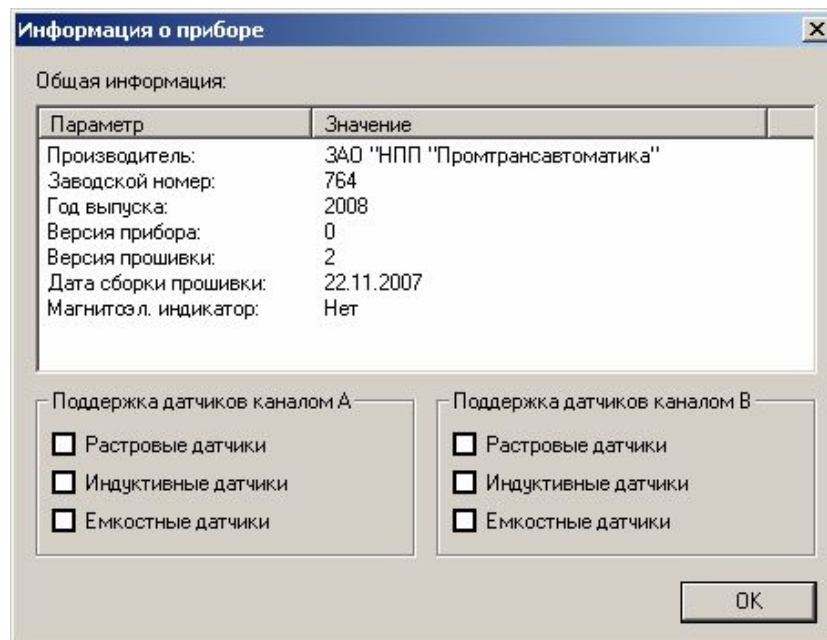 Информация о приборе
Общая информация:
Параметр Значение
Производитель: ЗАО "НПП "Промтрансавтоматика"
Заводской номер: 764
Год выпуска: 2008
Версия прибора: 0
Версия прошивки: 2
Дата сборки прошивки: 22.11.2007
Магнитоэл. индикатор: Нет
Поддержка датчиков каналом А Поддержка датчиков каналом В
Растровые датчики Растровые датчики
Индуктивные датчики Индуктивные датчики
Емкостные датчики Емкостные датчики
OK